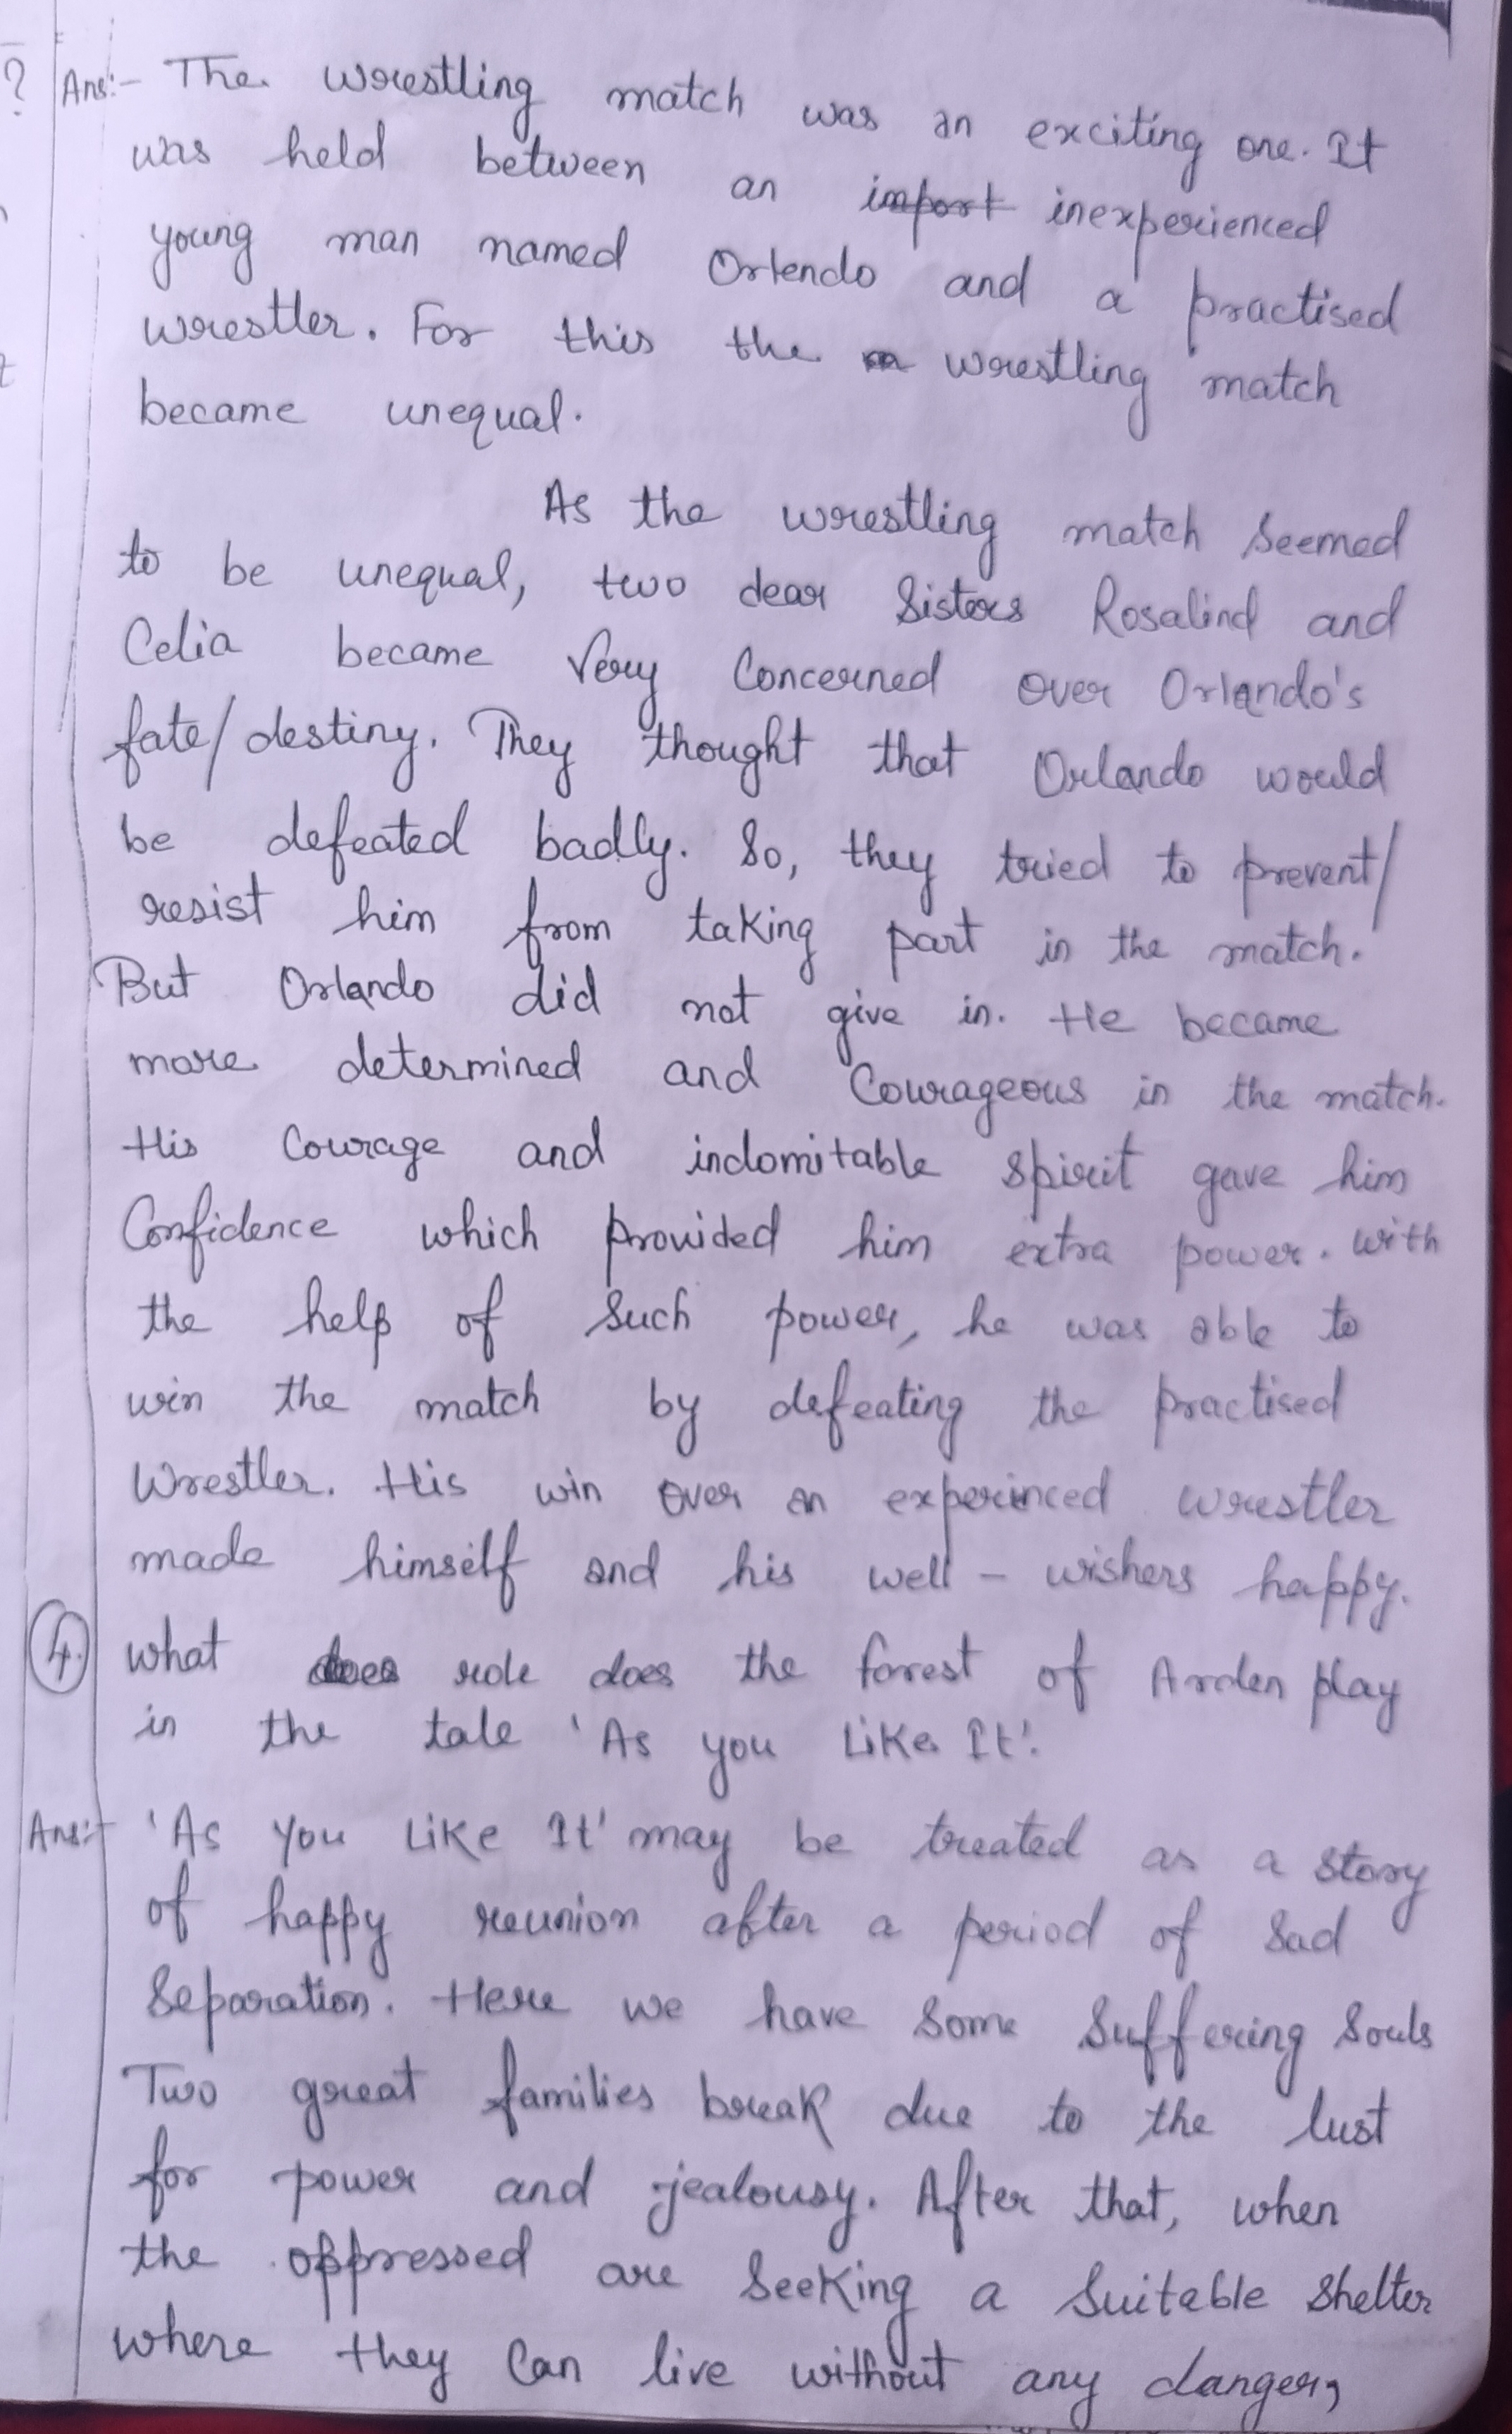 ? Ans:- The wrestling match was an exciting one. It
was held between an import inexperienced
young man named Orlendo and a practised
wrestler. For this the wrestling match
became unequal.
As the wrestling match seemed
to be unequal, two dear Sisters Rosalind and
Celia became Very Concerned over Orlando's
fate/destiny. They thought that Orlando would
be defeated badly. So, they tried to prevent/
resist him from taking part in the match.
But Orlando did not give in. He became
more determined and Courageous in the match.
His Courage and indomitable spirit gave him
Confidence which provided him extra power. with
the help of such power, he was able to
win the match by defeating the practised
Wrestler. His win over an experinced wrestler
made himself and his well - wishers happy.
4. what does role does the forest of Arden play
in the tale 'As you Like It'?
Ans:- 'As You Like It' may be treated as a story
of happy reunion after a period of sad
Separation. Here we have some suffering souls
Two great families break due to the lust
for power and jealousy. After that, when
the oppressed are seeking a suitable shelter
where they can live without any danger,